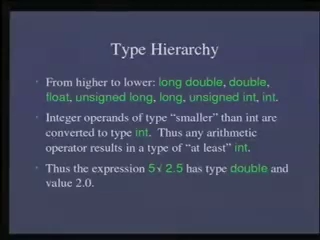 Type Hierarchy
• From higher to lower: long double, double,
float, unsigned long, long, unsigned int, int.
• Integer operands of type “smaller” than int are
converted to type int. Thus any arithmetic
operator results in a type of “at least” int.
• Thus the expression 5√ 2.5 has type double and
value 2.0.